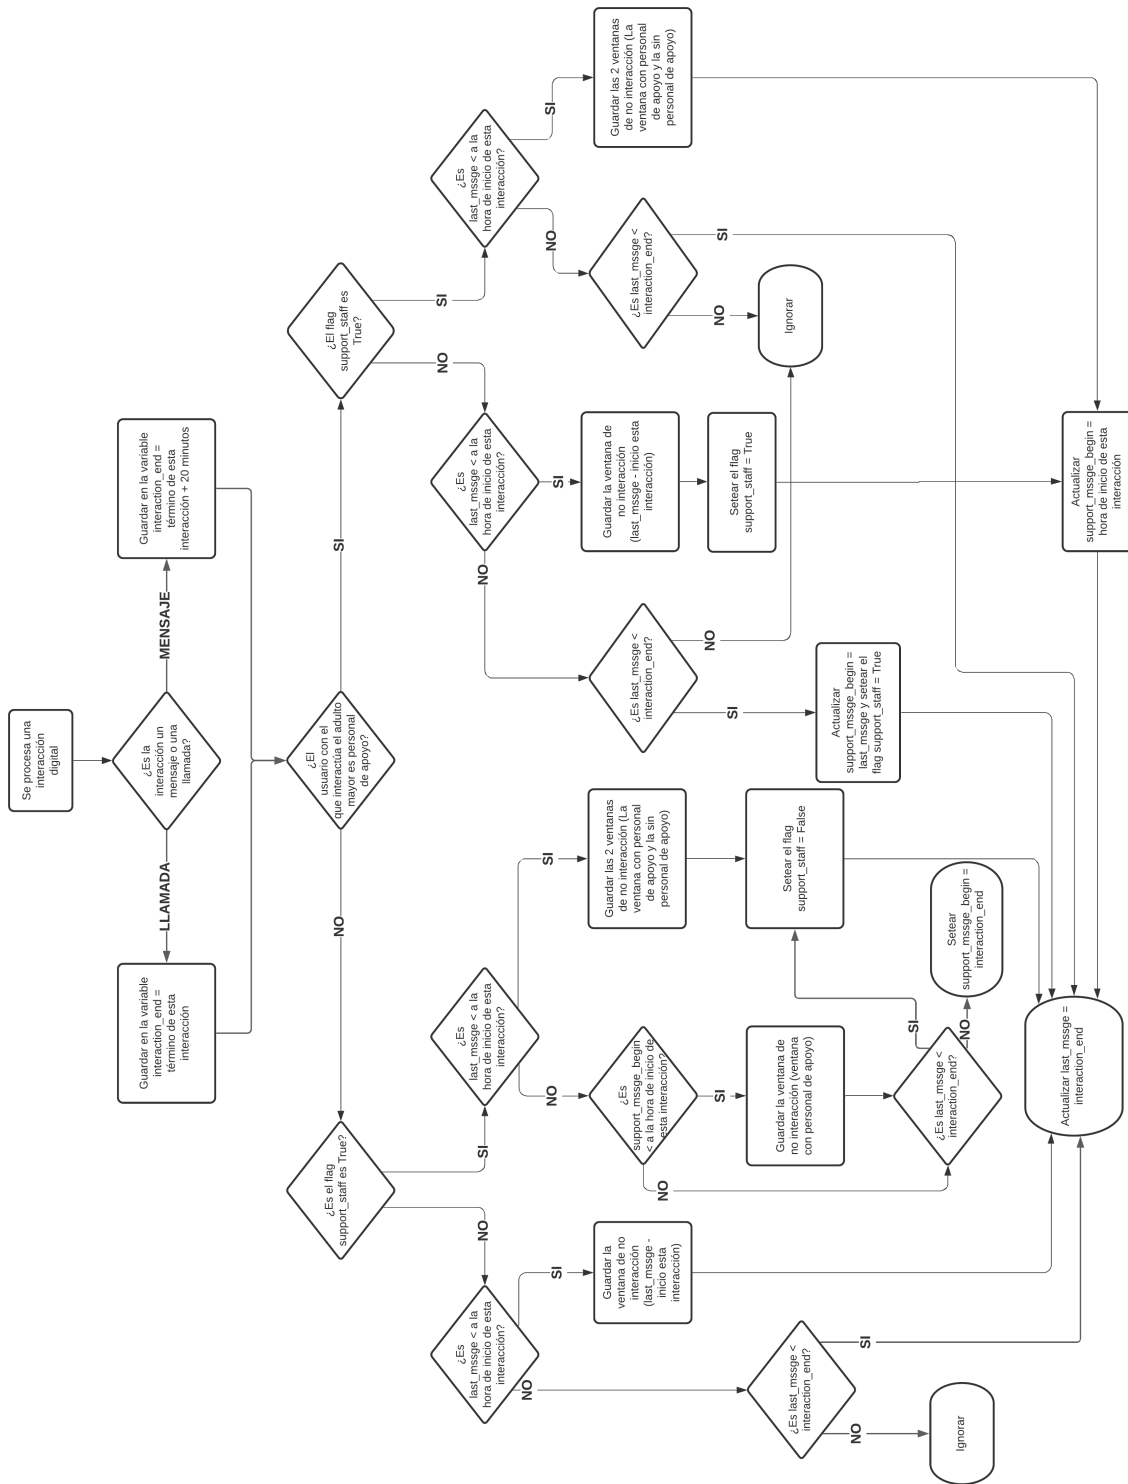 Se procesa una
interacción
digital
¿Es la
interacción un
mensaje o una
llamada?
LLAMADA
MENSAJE
Guardar en la variable
interaction_end =
término de esta
interacción
Guardar en la variable
interaction_end =
término de esta
interacción + 20 minutos
¿El
usuario con el
que interactúa el adulto
mayor es personal
de apoyo?
NO
SI
¿Es el flag
support_staff es True?
¿El flag
support_staff es
True?
NO
SI
NO
SI
¿Es
last_mssge < a la
hora de inicio de esta
interacción?
¿Es
last_mssge < a la
hora de inicio de esta
interacción?
¿Es
last_mssge < a la
hora de inicio de esta
interacción?
¿Es
last_mssge < a la
hora de inicio de esta
interacción?
NO
SI
NO
SI
NO
SI
NO
SI
Guardar la
ventana de no
interacción
(last_mssge -
inicio esta
interacción)
¿Es
support_mssge_begin
< a la hora de inicio de
esta interacción?
Guardar las 2 ventanas
de no interacción (La
ventana con personal
de apoyo y la sin
personal de apoyo)
¿Es last_mssge <
interaction_end?
Guardar la ventana de
no interacción
(last_mssge - inicio esta
interacción)
¿Es last_mssge <
interaction_end?
Guardar las 2 ventanas
de no interacción (La
ventana con personal
de apoyo y la sin
personal de apoyo)
NO
SI
SI
NO
NO
SI
¿Es last_mssge <
interaction_end?
Guardar la ventana de
no interacción (ventana
con personal de apoyo)
Setear el flag
support_staff = False
Actualizar
support_mssge_begin =
last_mssge y setear el
flag support_staff = True
Setear el flag
support_staff = True
Ignorar
NO
SI
¿Es last_mssge <
interaction_end?
SI
NO
Ignorar
Setear
support_mssge_begin =
interaction_end
Actualizar last_mssge =
interaction_end
Actualizar
support_mssge_begin =
hora de inicio de esta
interacción